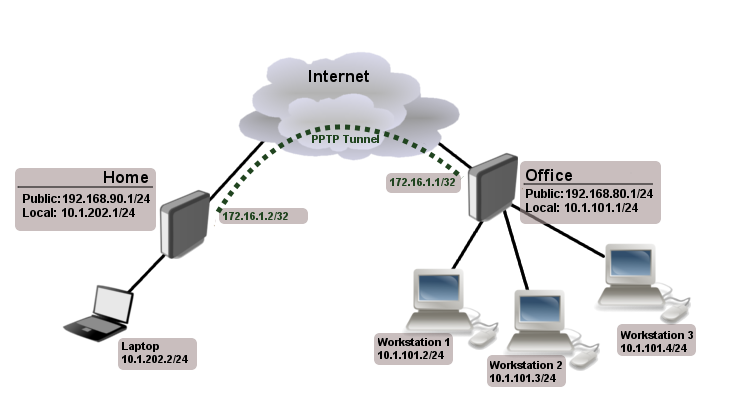 Internet
PPTP Tunnel
Home
Public: 192.168.90.1/24
Local: 10.1.202.1/24
172.16.1.2/32
172.16.1.1/32
Office
Public: 192.168.80.1/24
Local: 10.1.101.1/24
Laptop
10.1.202.2/24
Workstation 1
10.1.101.2/24
Workstation 2
10.1.101.3/24
Workstation 3
10.1.101.4/24